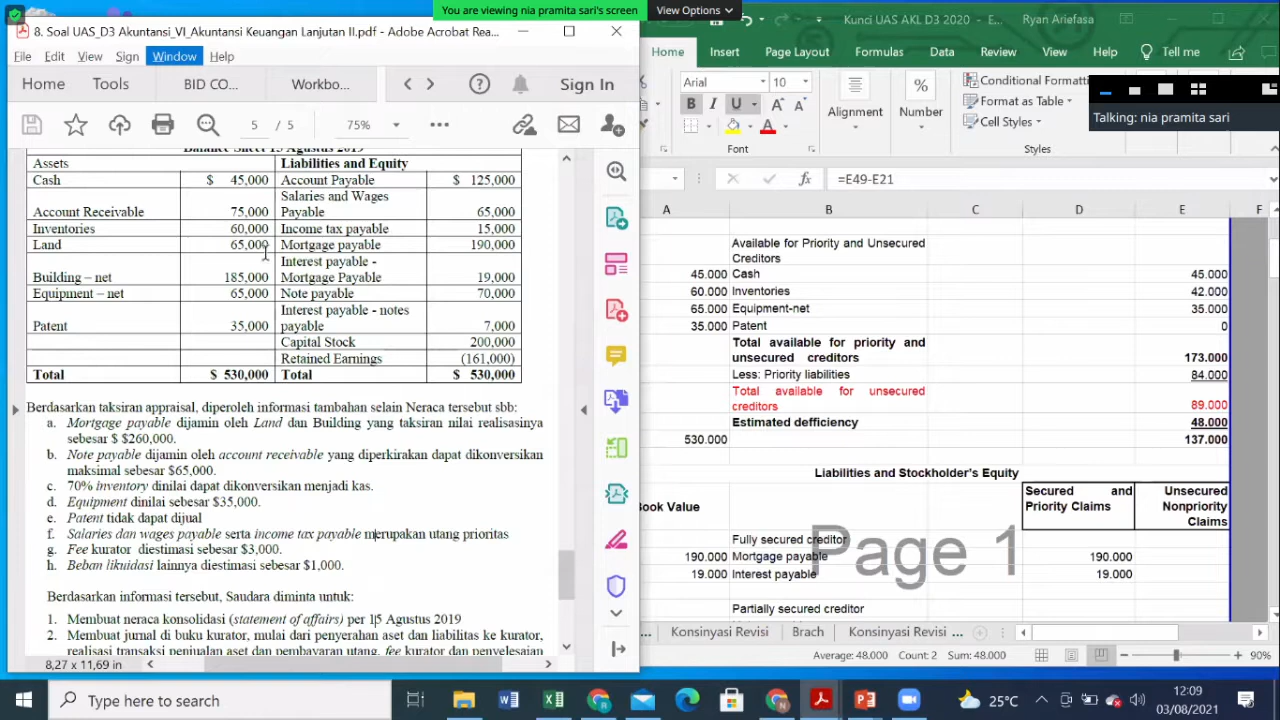 You are viewing nia pramita sari's screen
View Options
8. Soal UAS_D3 Akuntansi_VI_Akuntansi Keuangan Lanjutan II.pdf - Adobe Acrobat Rea...
File Edit View Sign Window Help
Home Tools BID CO... Workbo... Sign In
5 / 5 75%
Balance Sheet 15 Agustus 2019
Assets Liabilities and Equity
Cash $ 45,000 Account Payable $ 125,000
Salaries and Wages
Account Receivable 75,000 Payable 65,000
Inventories 60,000 Income tax payable 15,000
Land 65,000 Mortgage payable 190,000
Interest payable -
Building – net 185,000 Mortgage Payable 19,000
Equipment – net 65,000 Note payable 70,000
Interest payable - notes
Patent 35,000 payable 7,000
Capital Stock 200,000
Retained Earnings (161,000)
Total $ 530,000 Total $ 530,000
Berdasarkan taksiran appraisal, diperoleh informasi tambahan selain Neraca tersebut sbb:
a. Mortgage payable dijamin oleh Land dan Building yang taksiran nilai realisasinya
sebesar $ $260,000.
b. Note payable dijamin oleh account receivable yang diperkirakan dapat dikonversikan
maksimal sebesar $65,000.
c. 70% inventory dinilai dapat dikonversikan menjadi kas.
d. Equipment dinilai sebesar $35,000.
e. Patent tidak dapat dijual
f. Salaries dan wages payable serta income tax payable merupakan utang prioritas
g. Fee kurator diestimasi sebesar $3,000.
h. Beban likuidasi lainnya diestimasi sebesar $1,000.
Berdasarkan informasi tersebut, Saudara diminta untuk:
1. Membuat neraca konsolidasi (statement of affairs) per 15 Agustus 2019
2. Membuat jurnal di buku kurator, mulai dari penyerahan aset dan liabilitas ke kurator,
realisasi transaksi penjualan aset dan pembayaran utang, fee kurator dan penyelesaian
8,27 x 11,69 in
Kunci UAS AKL D3 2020 - E... Ryan Ariefasa
Home Insert Page Layout Formulas Data Review View Help Tell me
Arial 10
B I U A A
Alignment Number
Conditional Formatti
Format as Table
Cell Styles
Font Styles
Talking: nia pramita sari
fx =E49-E21
A B C D E F
Available for Priority and Unsecured
Creditors
45.000 Cash 45.000
60.000 Inventories 42.000
65.000 Equipment-net 35.000
35.000 Patent 0
Total available for priority and
unsecured creditors 173.000
Less: Priority liabilities 84.000
Total available for unsecured
creditors 89.000
Estimated defficiency 48.000
530.000 137.000
Liabilities and Stockholder's Equity
ook Value
Secured and
Priority Claims
Unsecured
Nonpriority
Claims
Fully secured creditor
190.000 Mortgage payable 190.000
19.000 Interest payable 19.000
Partially secured creditor
Page 1
... Konsinyasi Revisi Brach Konsinyasi Revisi ...
Average: 48.000 Count: 2 Sum: 48.000 90%
Type here to search
25°C
12:09
03/08/2021